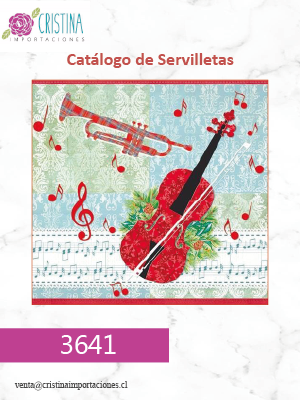 CRISTINA
IMPORTACIONES
Catálogo de Servilletas
3641
venta@cristinaimportaciones.cl